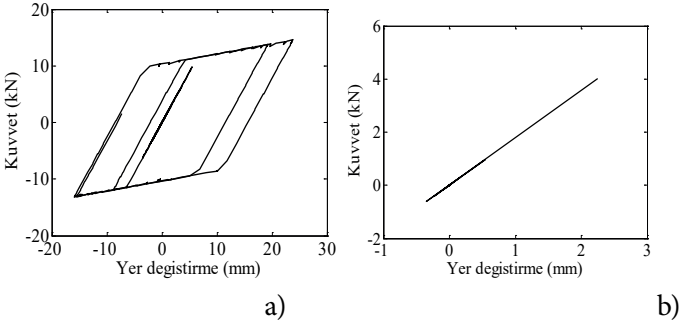 20
10
0
-10
-20
Kuvvet (kN)
20 -10 0 10 20 30
Yer degistirme (mm)
a)
6
4
2
0
-2
Kuvvet (kN)
-1 0 1 2 3
Yer degistirme (mm)
b)